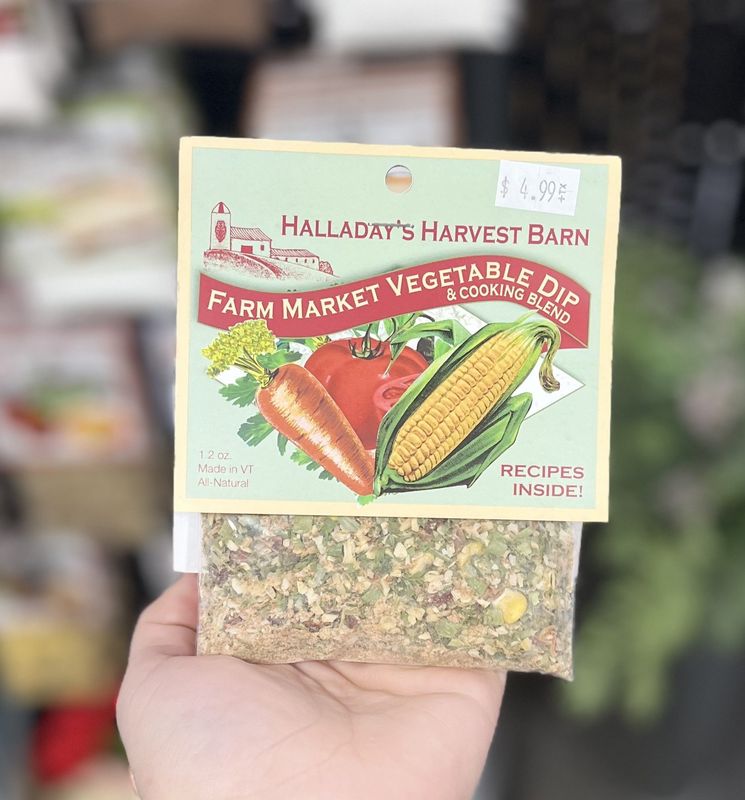 $ 4.99
HALLADAY'S HARVEST BARN
FARM MARKET VEGETABLE DIP
& COOKING BLEND
1.2 oz.
Made in VT
All-Natural
RECIPES
INSIDE!